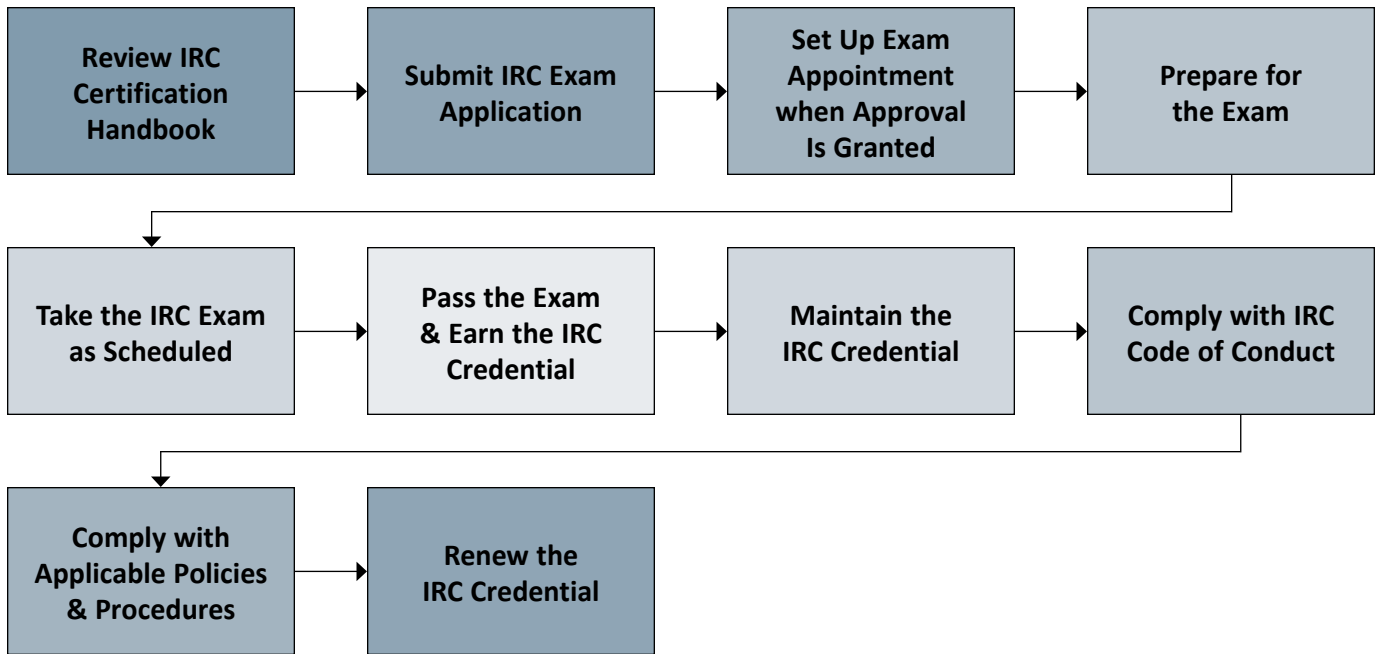 Review IRC
Certification
Handbook
Submit IRC Exam
Application
Set Up Exam
Appointment
when Approval
Is Granted
Prepare for
the Exam
Take the IRC Exam
as Scheduled
Pass the Exam
& Earn the IRC
Credential
Maintain the
IRC Credential
Comply with IRC
Code of Conduct
Comply with
Applicable Policies
& Procedures
Renew the
IRC Credential